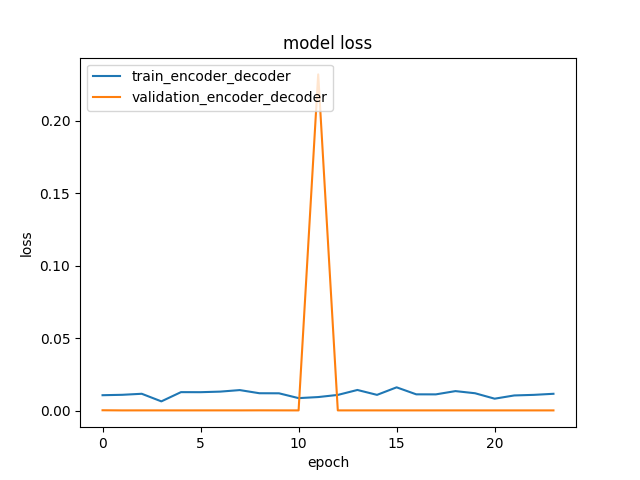 model loss
train_encoder_decoder
validation_encoder_decoder
0.20
0.15
0.10
0.05
0.00
loss
0 5 10 15 20
epoch